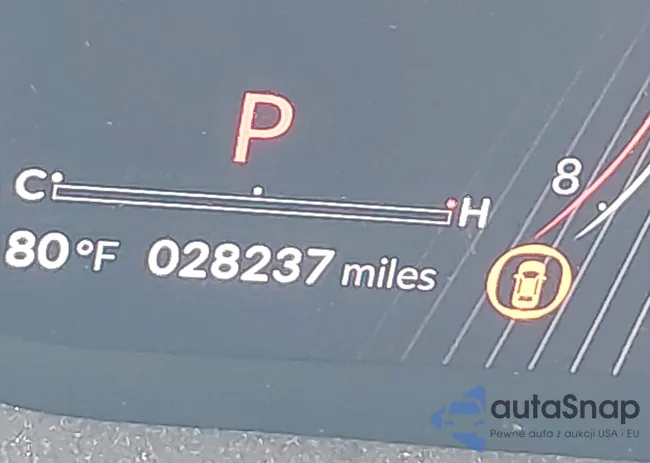 P
C H
8
80°F 028237 miles
autaSnap
Pewne auta z aukcji USA i EU